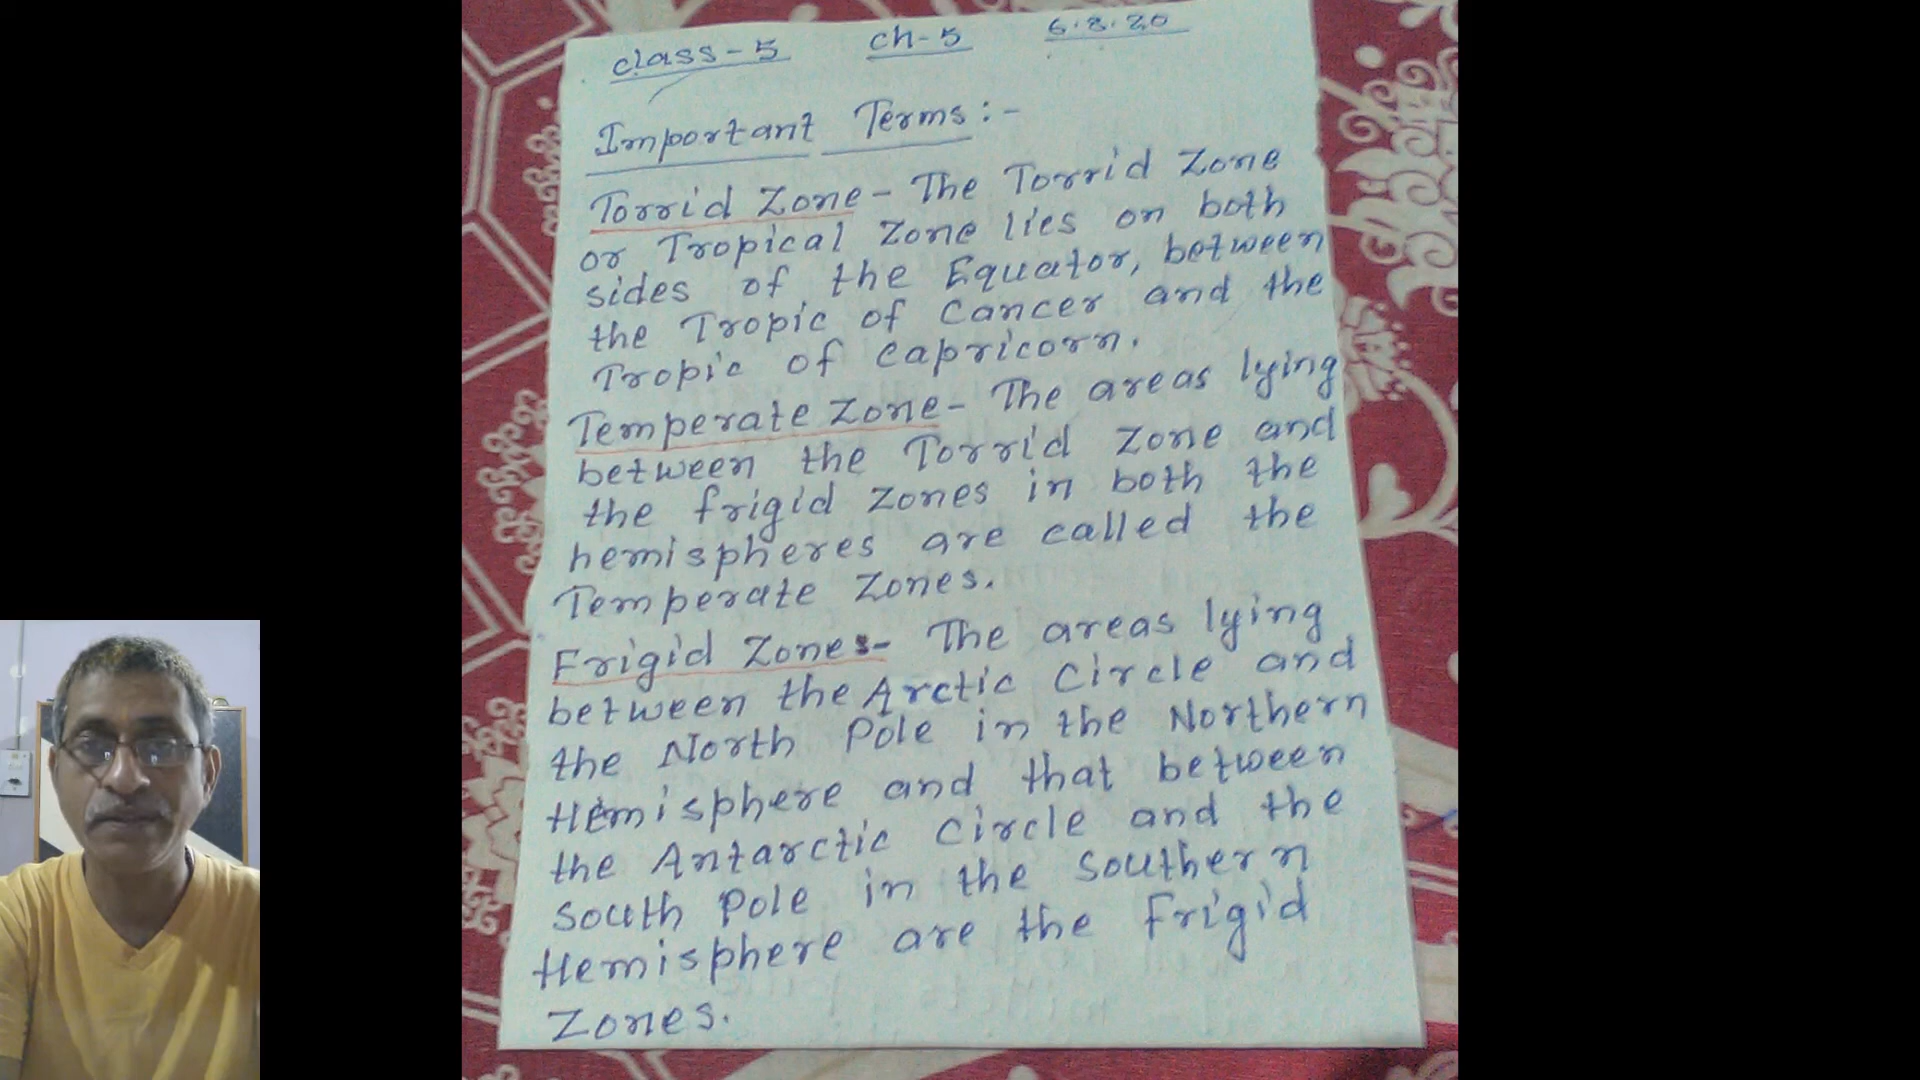 class-5 ch-5 6.8.20
Important Terms:-
Torrid Zone- The Torrid Zone
or Tropical Zone lies on both
sides of the Equator, between
the Tropic of Cancer and the
Tropic of Capricorn.
Temperate Zone- The areas lying
between the Torrid Zone and
the frigid zones in both the
hemispheres are called the
Temperate Zones.
Frigid Zones- The areas lying
between the Arctic Circle and
the North Pole in the Northern
Hemisphere and that between
the Antarctic Circle and the
South Pole in the Southern
Hemisphere are the Frigid
Zones.